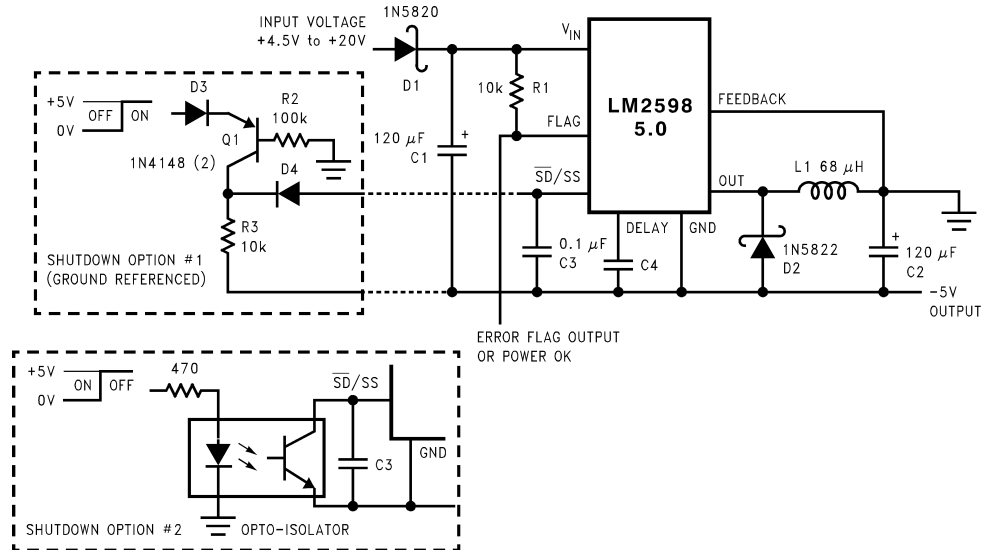 1N5820
INPUT VOLTAGE
+4.5V to +20V
D1
VIN
10k
R1
LM2598
5.0
FEEDBACK
FLAG
+5V
OFF
ON
0V
D3
R2
100k
Q1
1N4148 (2)
D4
120 µF
+
C1
SD/SS
OUT
L1 68 µH
R3
10k
0.1 µF
C3
DELAY
GND
C4
1N5822
D2
+
120 µF
C2
SHUTDOWN OPTION #1
(GROUND REFERENCED)
–5V
OUTPUT
ERROR FLAG OUTPUT
OR POWER OK
+5V
ON
OFF
0V
470
SD/SS
GND
C3
SHUTDOWN OPTION #2
OPTO-ISOLATOR